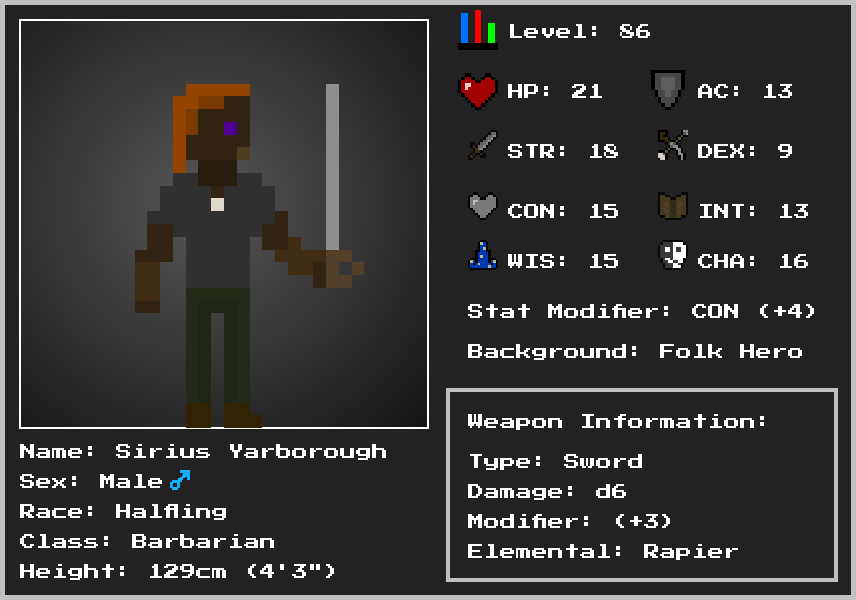 Level: 86
HP: 21
AC: 13
STR: 18
DEX: 9
CON: 15
INT: 13
WIS: 15
CHA: 16
Stat Modifier: CON (+4)
Background: Folk Hero
Weapon Information:
Type: Sword
Damage: d6
Modifier: (+3)
Elemental: Rapier
Name: Sirius Yarborough
Sex: Male♂
Race: Halfling
Class: Barbarian
Height: 129cm (4'3")